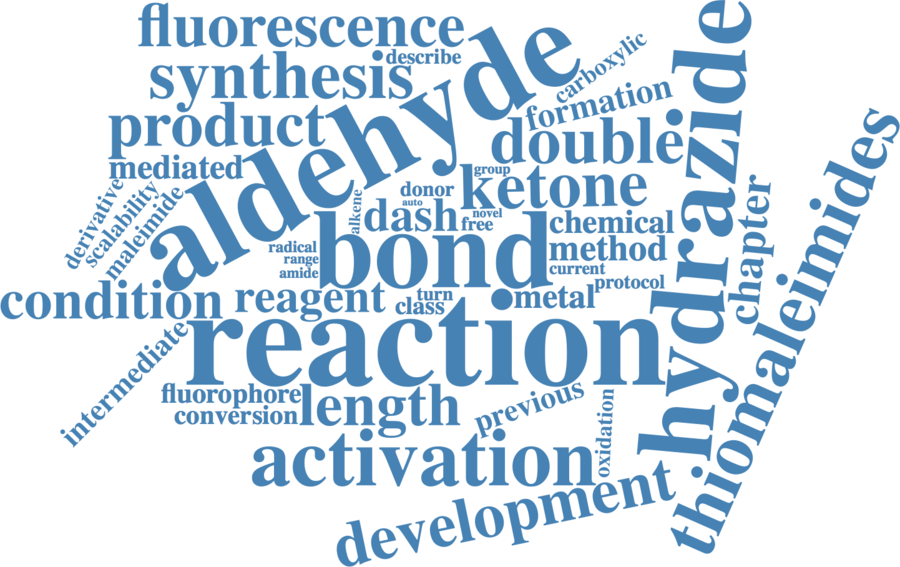 fluorescence
describe
synthesis
carboxylic
aldehyde
formation
product
double
hydrazide
mediated
group
ketone
derivative
scalability
maleimide
alkene
donor
auto
dash
novel
free
chemical
thiomaleimides
radical
range
amide
bond
method
current
protocol
chapter
condition
reagent
turn
class
metal
reaction
intermediate
fluorophore
conversion
length
previous
oxidation
activation
development